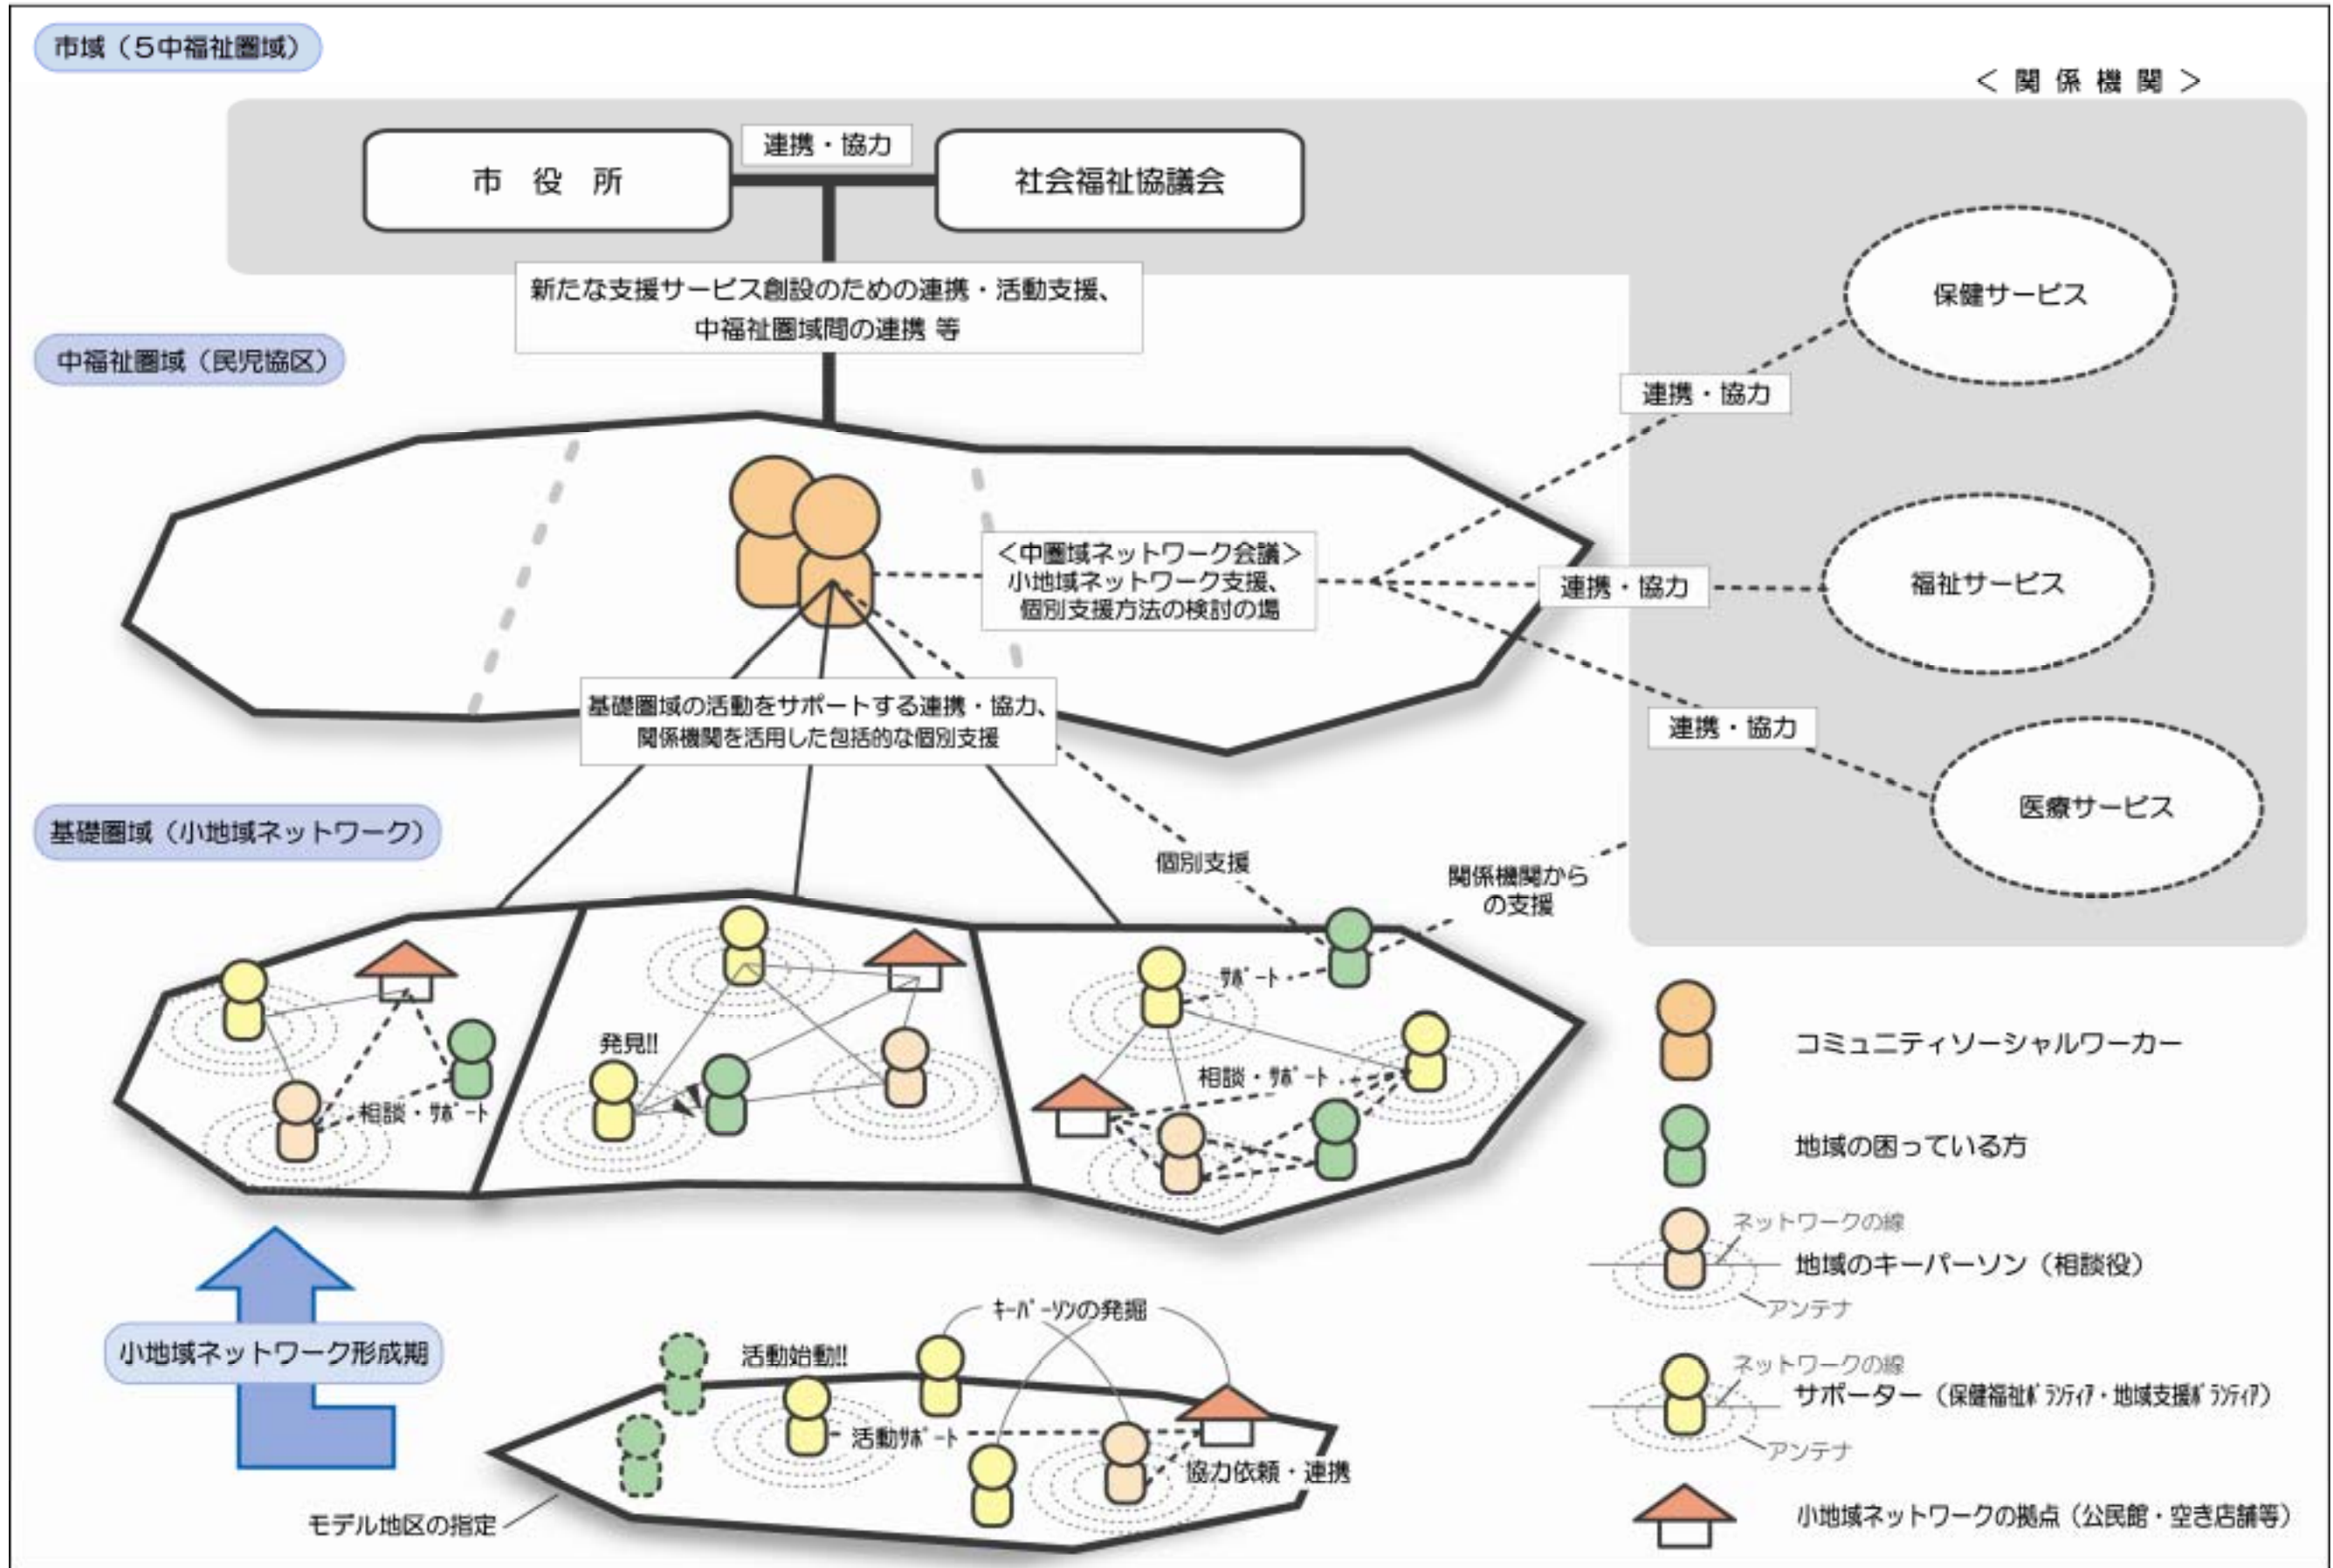 市域（5中福祉圏域）
＜関係機関＞
市役所
連携・協力
社会福祉協議会
新たな支援サービス創設のための連携・活動支援、
中福祉圏域間の連携 等
保健サービス
中福祉圏域（民児協区）
連携・協力
＜中圏域ネットワーク会議＞
小地域ネットワーク支援、
個別支援方法の検討の場
連携・協力
福祉サービス
基礎圏域の活動をサポートする連携・協力、
関係機関を活用した包括的な個別支援
連携・協力
医療サービス
基礎圏域（小地域ネットワーク）
個別支援
関係機関から
の支援
ｻﾎﾟｰﾄ
発見!!
相談・ｻﾎﾟｰﾄ
相談・ｻﾎﾟｰﾄ
コミュニティソーシャルワーカー
地域の困っている方
ネットワークの線
地域のキーパーソン（相談役）
アンテナ
ｷｰﾊﾟｰｿﾝの発掘
小地域ネットワーク形成期
活動始動!!
ネットワークの線
サポーター（保健福祉ﾎﾞﾗﾝﾃｨｱ・地域支援ﾎﾞﾗﾝﾃｨｱ）
アンテナ
活動ｻﾎﾟｰﾄ
協力依頼・連携
モデル地区の指定
小地域ネットワークの拠点（公民館・空き店舗等）